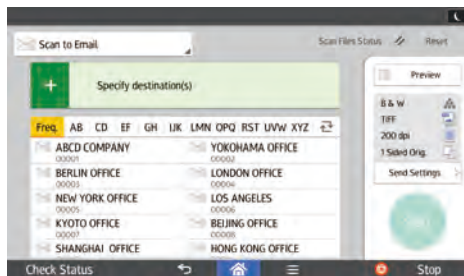 Scan to Email
Scan Files Status
Reset
+ Specify destination(s)
Preview
Freq. AB CD EF GH IJK LMN OPQ RST UVW XYZ
B & W
TIFF
200 dpi
1 Sided Orig.
Send Settings
ABCD COMPANY
00001
YOKOHAMA OFFICE
00002
BERLIN OFFICE
00003
LONDON OFFICE
00004
NEW YORK OFFICE
00005
LOS ANGELES
00006
KYOTO OFFICE
00007
BEIJING OFFICE
00008
SHANGHAI OFFICE
HONG KONG OFFICE
Check Status
Stop